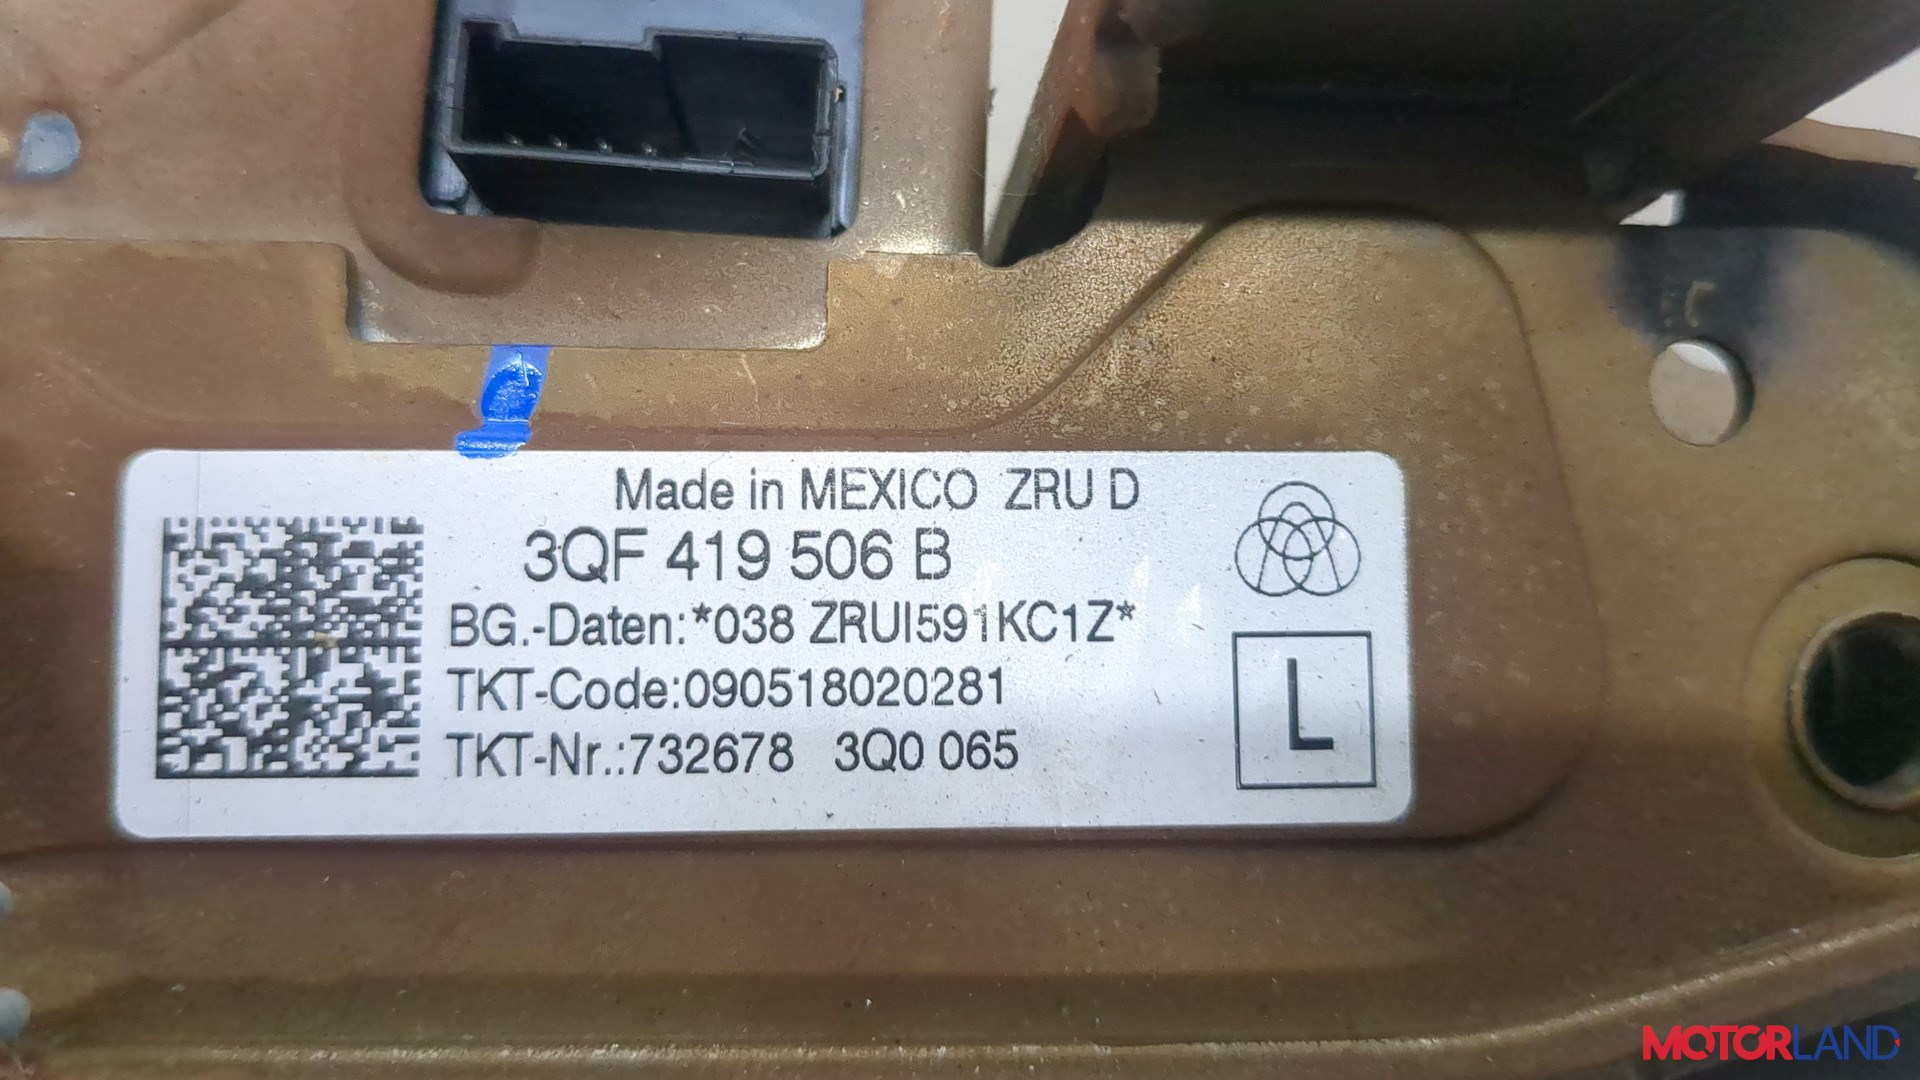 Made in MEXICO ZRU D
3QF 419 506 B
BG.-Daten:*038 ZRUI591KC1Z*
TKT-Code:090518020281
TKT-Nr.:732678 3Q0 065
L
MOTORLAND